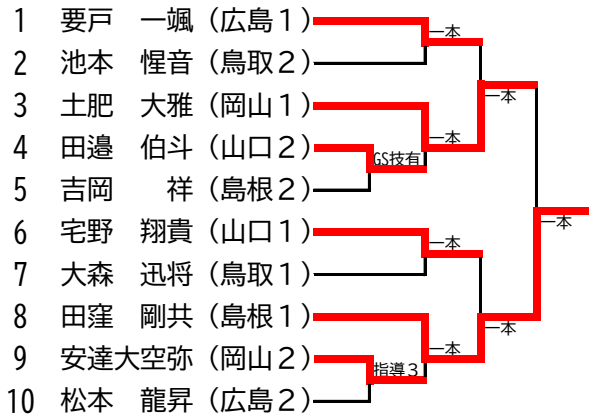 1 要戸 一颯（広島１）
一本
2 池本 惺音（鳥取２）
3 土肥 大雅（岡山１）
一本
一本
4 田邉 伯斗（山口２）
GS技有
5 吉岡 祥（島根２）
一本
6 宅野 翔貴（山口１）
一本
7 大森 迅将（鳥取１）
8 田窪 剛共（島根１）
一本
一本
9 安達大空弥（岡山２）
指導３
10 松本 龍昇（広島２）